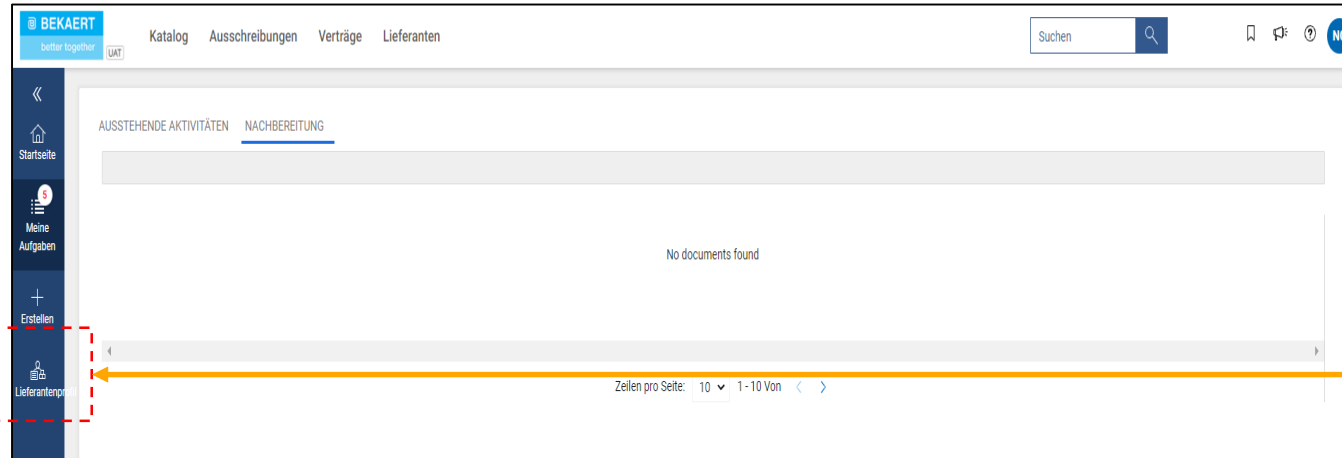 BEKAERT
better together
UAT
Katalog Ausschreibungen Verträge Lieferanten
Suchen
Startseite
5
Meine
Aufgaben
Erstellen
AUSSTEHENDE AKTIVITÄTEN NACHBEREITUNG
No documents found
Zeilen pro Seite: 10 1 - 10 Von